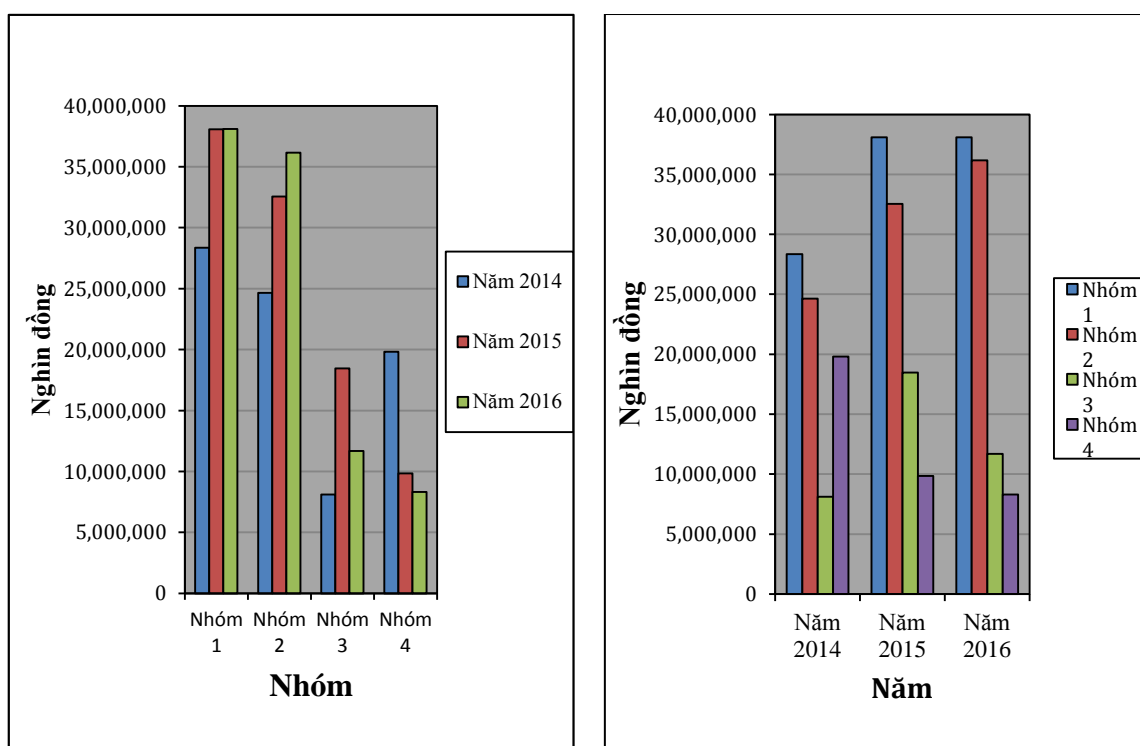 40,000,000
35,000,000
30,000,000
25,000,000
20,000,000
15,000,000
10,000,000
5,000,000
0
Nghìn đồng
Nhóm 1
Nhóm 2
Nhóm 3
Nhóm 4
Nhóm
Năm 2014
Năm 2015
Năm 2016
40,000,000
35,000,000
30,000,000
25,000,000
20,000,000
15,000,000
10,000,000
5,000,000
0
Nghìn đồng
Năm 2014
Năm 2015
Năm 2016
Năm
Nhóm
1
Nhóm
2
Nhóm
3
Nhóm
4